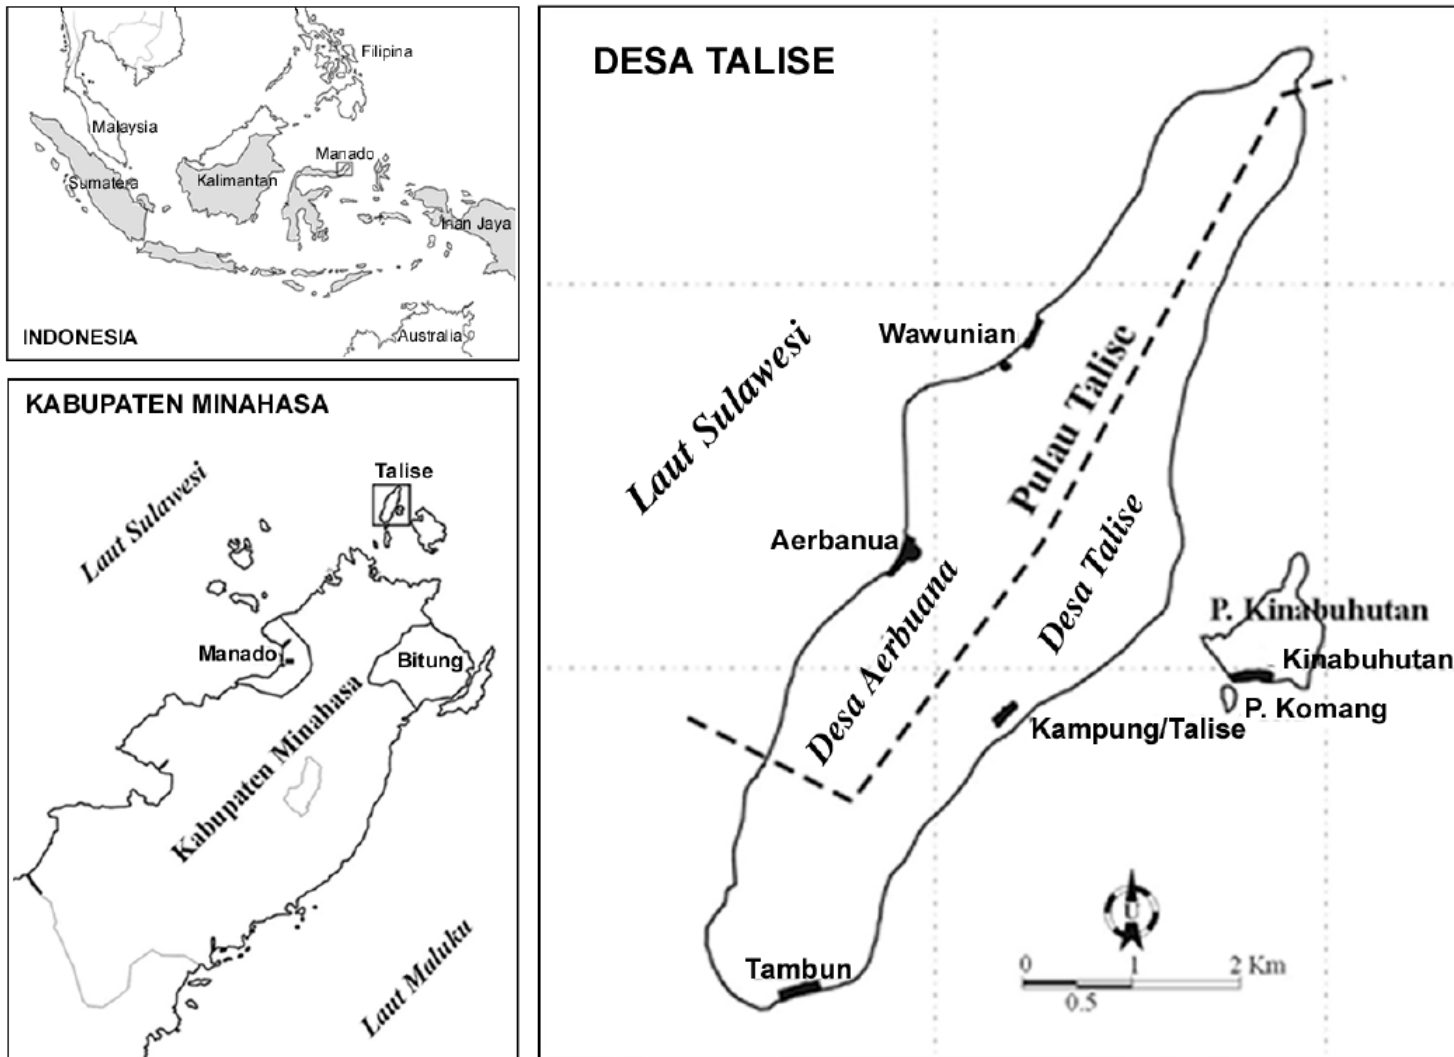 Filipina
Malaysia
Manado
Sumatera
Kalimantan
Irian Jaya
Australia
INDONESIA
KABUPATEN MINAHASA
Talise
Laut Sulawesi
Manado
Bitung
Kabupaten Minahasa
Laut Maluku
DESA TALISE
Wawunian
Laut Sulawesi
Pulau Talise
Aerbanua
Desa Talise
Desa Aerbuana
P. Kinabuhutan
Kinabuhutan
P. Komang
Kampung/Talise
U
Tambun
0 1 2 Km
0.5